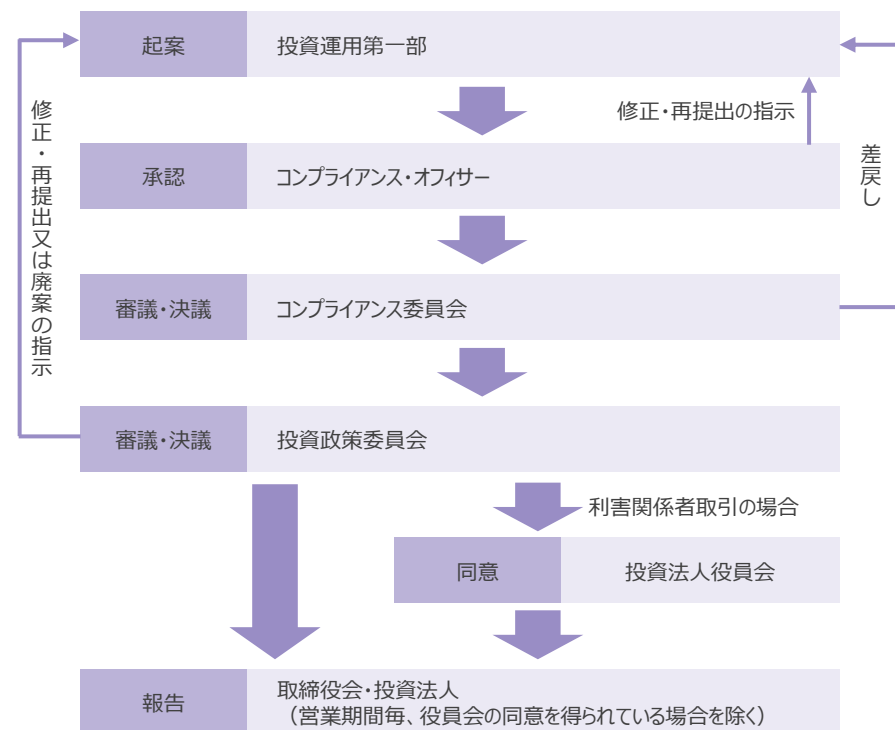 起案
投資運用第一部
修正・再提出の指示
承認
コンプライアンス・オフィサー
差戻し
修正・再提出又は廃案の指示
審議・決議
コンプライアンス委員会
審議・決議
投資政策委員会
利害関係者取引の場合
同意
投資法人役員会
報告
取締役会・投資法人
（営業期間毎、役員会の同意を得られている場合を除く）